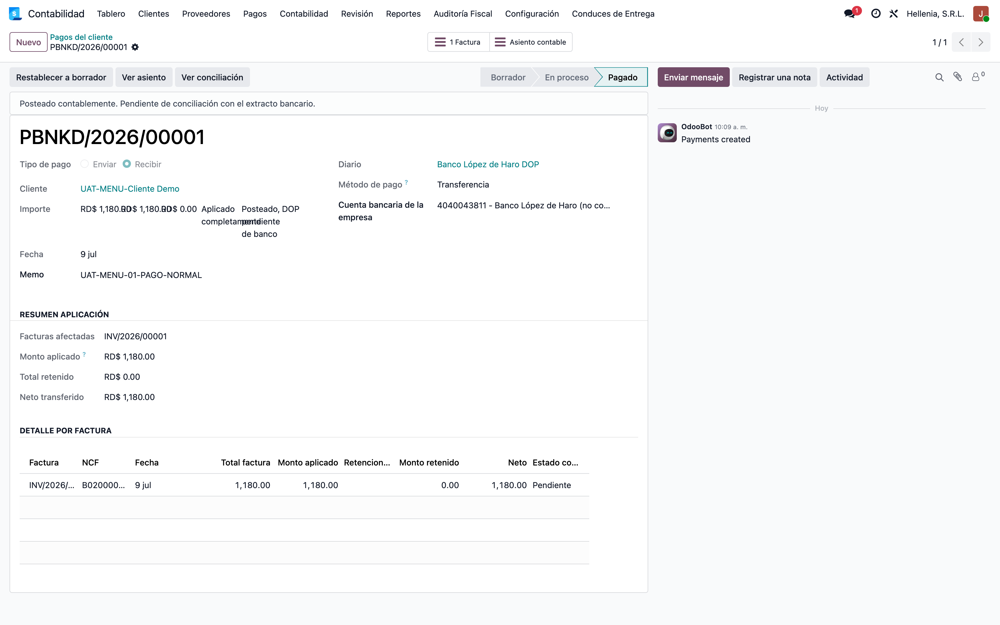 Contabilidad Tablero Clientes Proveedores Pagos Contabilidad Revisión Reportes Auditoría Fiscal Configuración Conduces de Entrega 1 Hellenia, S.R.L. J
Nuevo
Pagos del cliente
PBNKD/2026/00001
1 Factura
Asiento contable
1 / 1
Restablecer a borrador Ver asiento Ver conciliación
Borrador En proceso Pagado
Enviar mensaje Registrar una nota Actividad 0
Posteado contablemente. Pendiente de conciliación con el extracto bancario.
Hoy
OdooBot 10:09 a. m.
Payments created
PBNKD/2026/00001
Tipo de pago Enviar Recibir
Cliente UAT-MENU-Cliente Demo
Importe RD$ 1,180.00 RD$ 1,180.00 RD$ 0.00 Aplicado completamente Posteado, pendiente de banco DOP
Fecha 9 jul
Memo UAT-MENU-01-PAGO-NORMAL
Diario Banco López de Haro DOP
Método de pago ? Transferencia
Cuenta bancaria de la empresa 4040043811 - Banco López de Haro (no co...
RESUMEN APLICACIÓN
Facturas afectadas INV/2026/00001
Monto aplicado ? RD$ 1,180.00
Total retenido RD$ 0.00
Neto transferido RD$ 1,180.00
DETALLE POR FACTURA
Factura NCF Fecha Total factura Monto aplicado Retencion... Monto retenido Neto Estado co...
INV/2026/... B020000... 9 jul 1,180.00 1,180.00 0.00 1,180.00 Pendiente